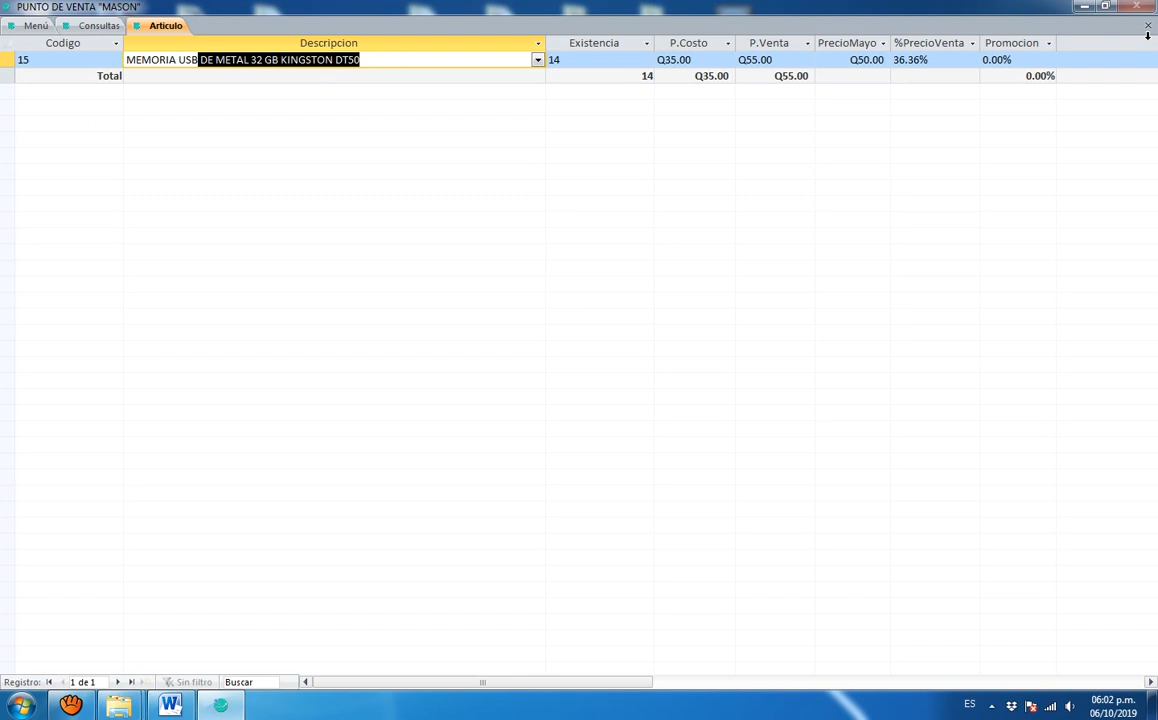 PUNTO DE VENTA "MASON"
Menú Consultas Articulo
Codigo Descripcion Existencia P.Costo P.Venta PrecioMayo %PrecioVenta Promocion
15 MEMORIA USB DE METAL 32 GB KINGSTON DT50 14 Q35.00 Q55.00 Q50.00 36.36% 0.00%
Total 14 Q35.00 Q55.00 0.00%
Registro: 1 de 1 Sin filtro Buscar
ES 06:02 p.m.
06/10/2019